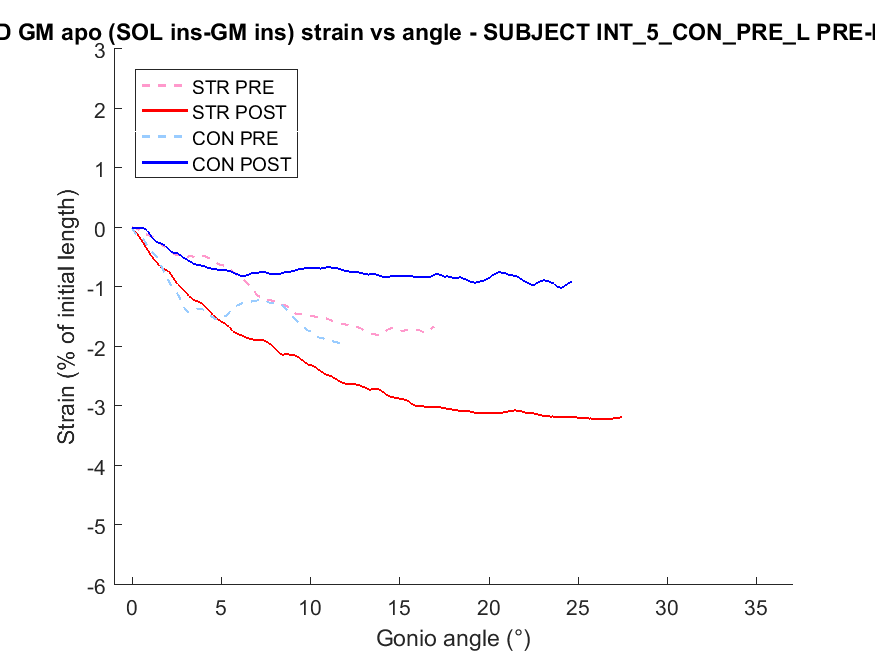 D GM apo (SOL ins-GM ins) strain vs angle - SUBJECT INT_5_CON_PRE_L PRE-
3
2
1
0
-1
-2
-3
-4
-5
-6
Strain (% of initial length)
STR PRE
STR POST
CON PRE
CON POST
0 5 10 15 20 25 30 35
Gonio angle (°)